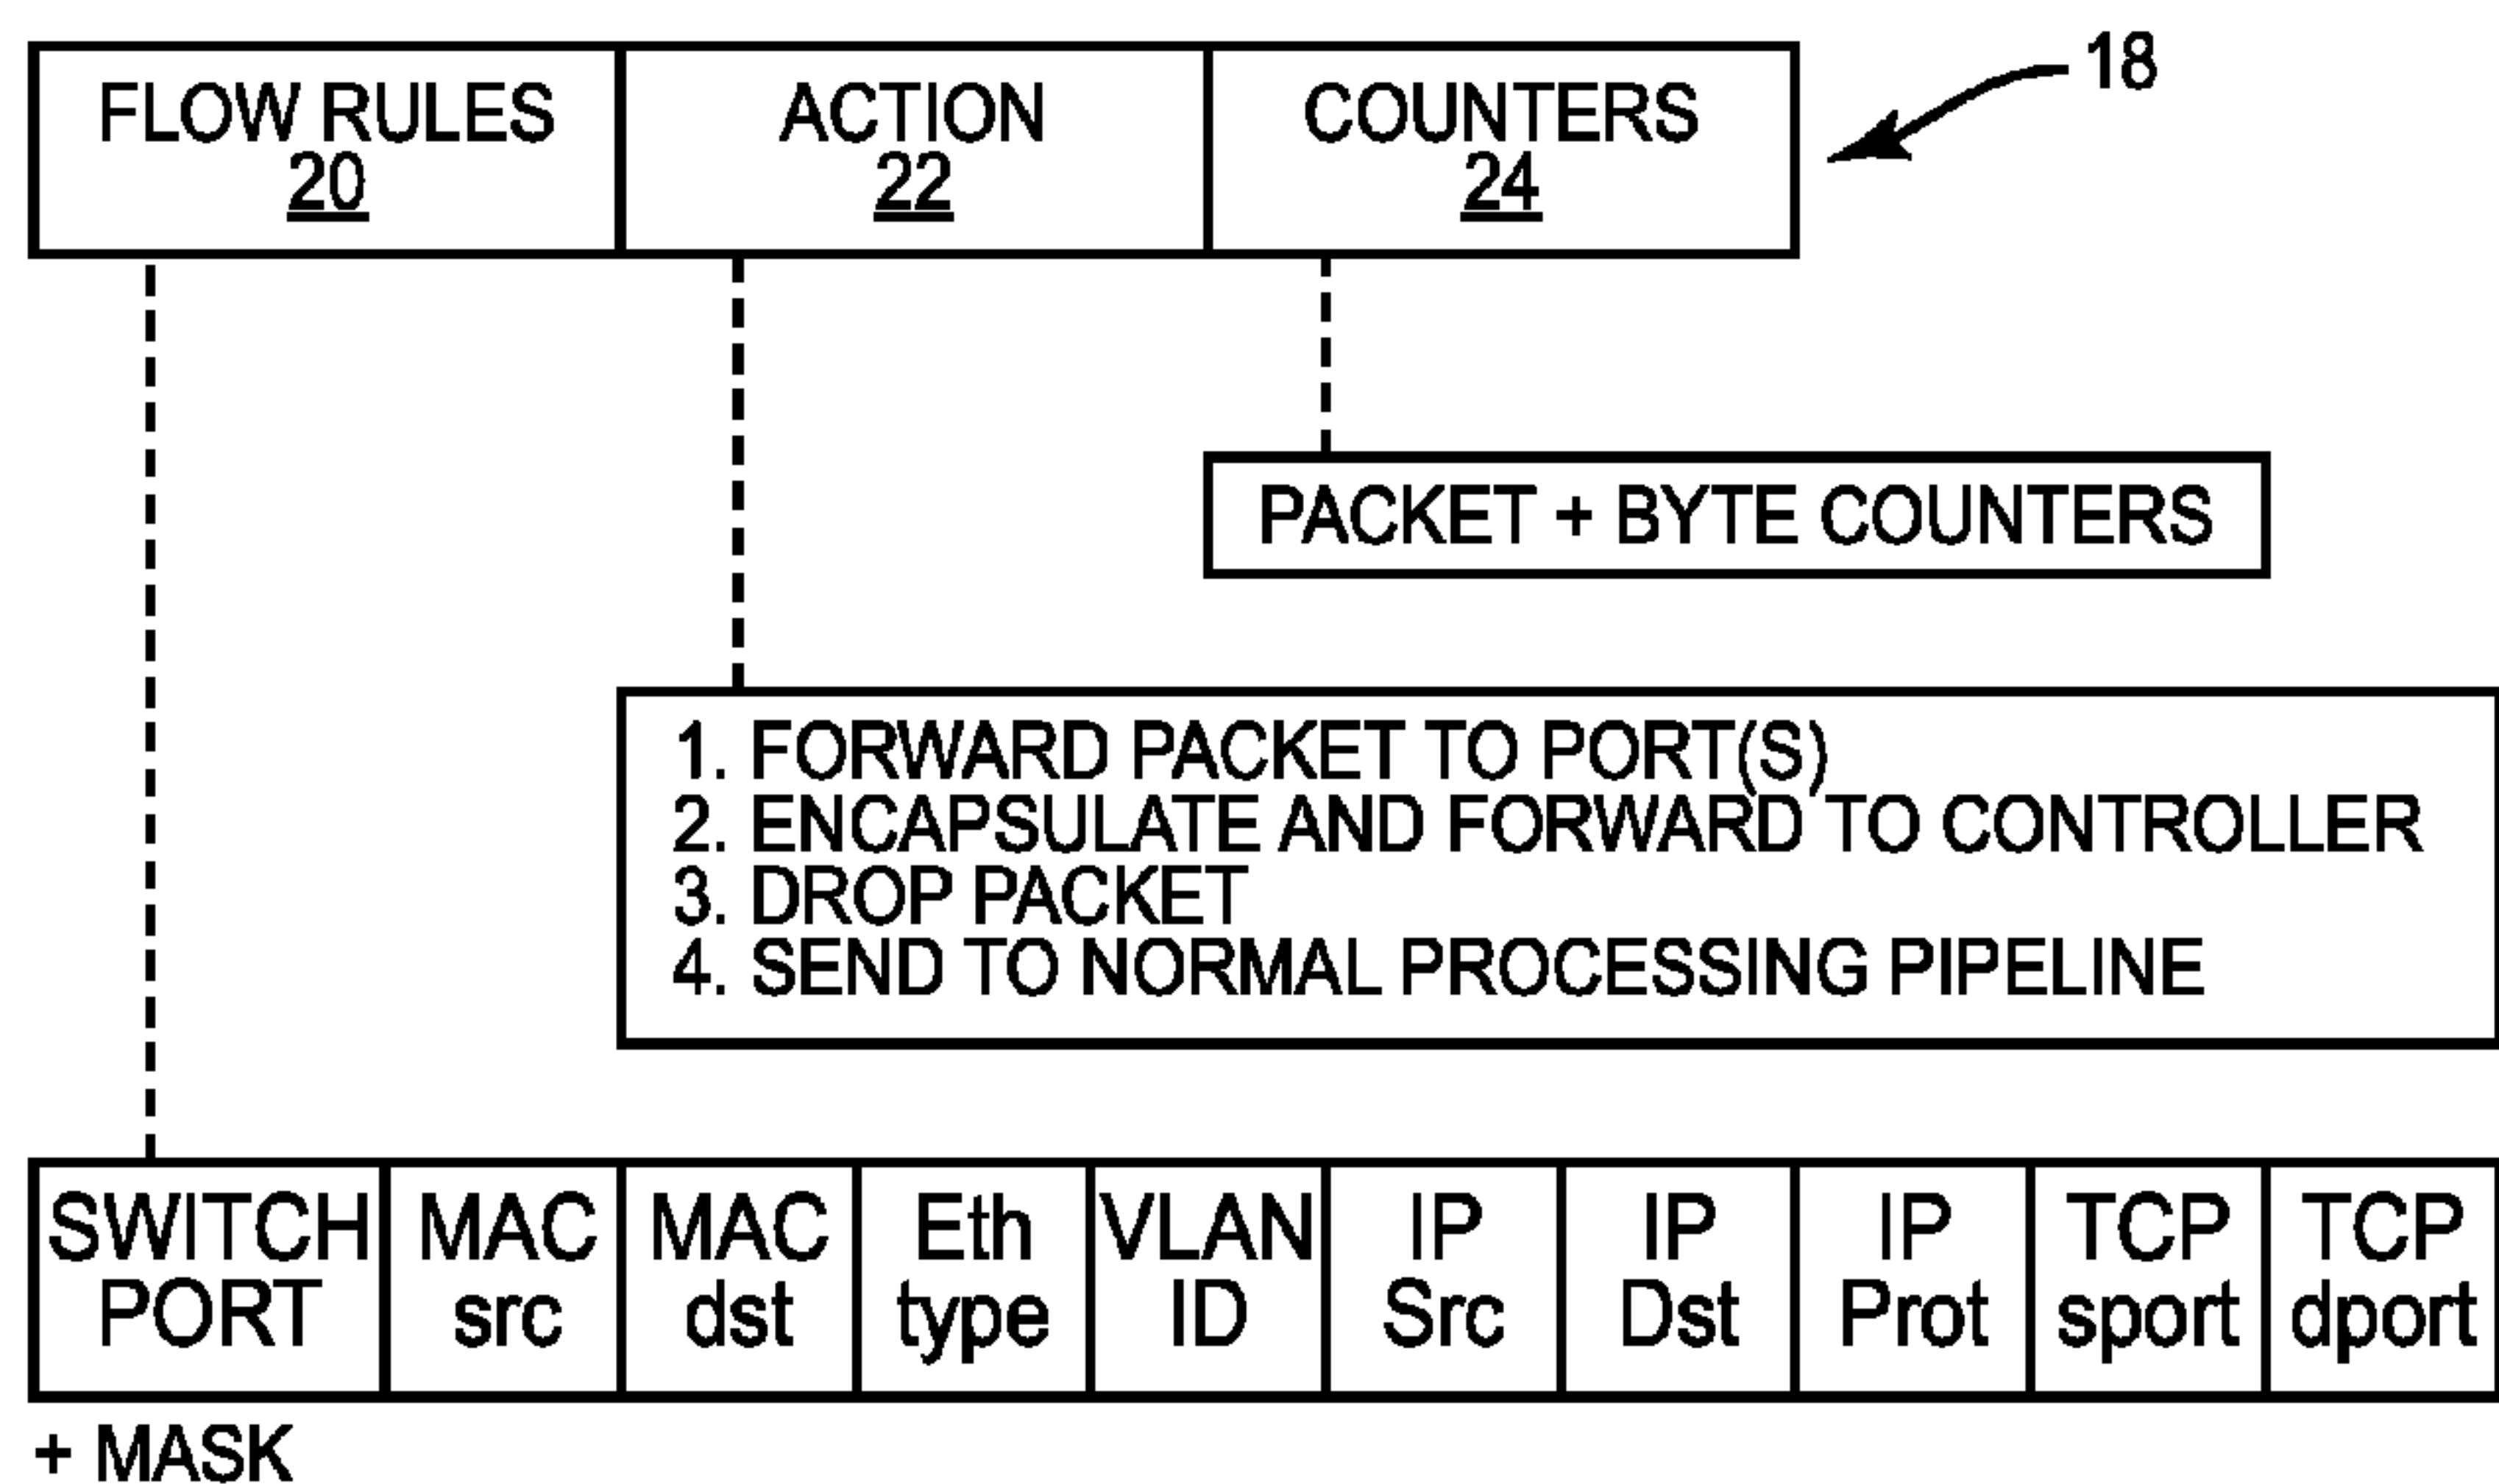 FLOW RULES
20
ACTION
22
COUNTERS
24
18
PACKET + BYTE COUNTERS
1. FORWARD PACKET TO PORT(S)
2. ENCAPSULATE AND FORWARD TO CONTROLLER
3. DROP PACKET
4. SEND TO NORMAL PROCESSING PIPELINE
SWITCH
PORT
MAC
src
MAC
dst
Eth
type
VLAN
ID
IP
Src
IP
Dst
IP
Prot
TCP
sport
TCP
dport
+ MASK